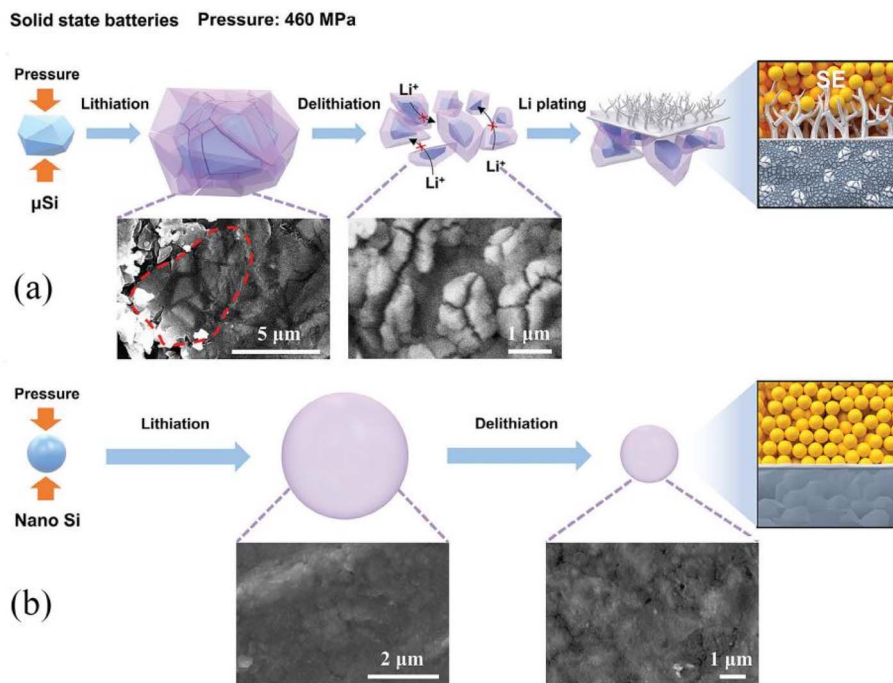 Solid state batteries Pressure: 460 MPa
Pressure
Lithiation
Delithiation
Li⁺
Li⁺
Li⁺
Li plating
SE
µSi
5 µm
1 µm
(a)
Pressure
Lithiation
Delithiation
Nano Si
2 µm
1 µm
(b)